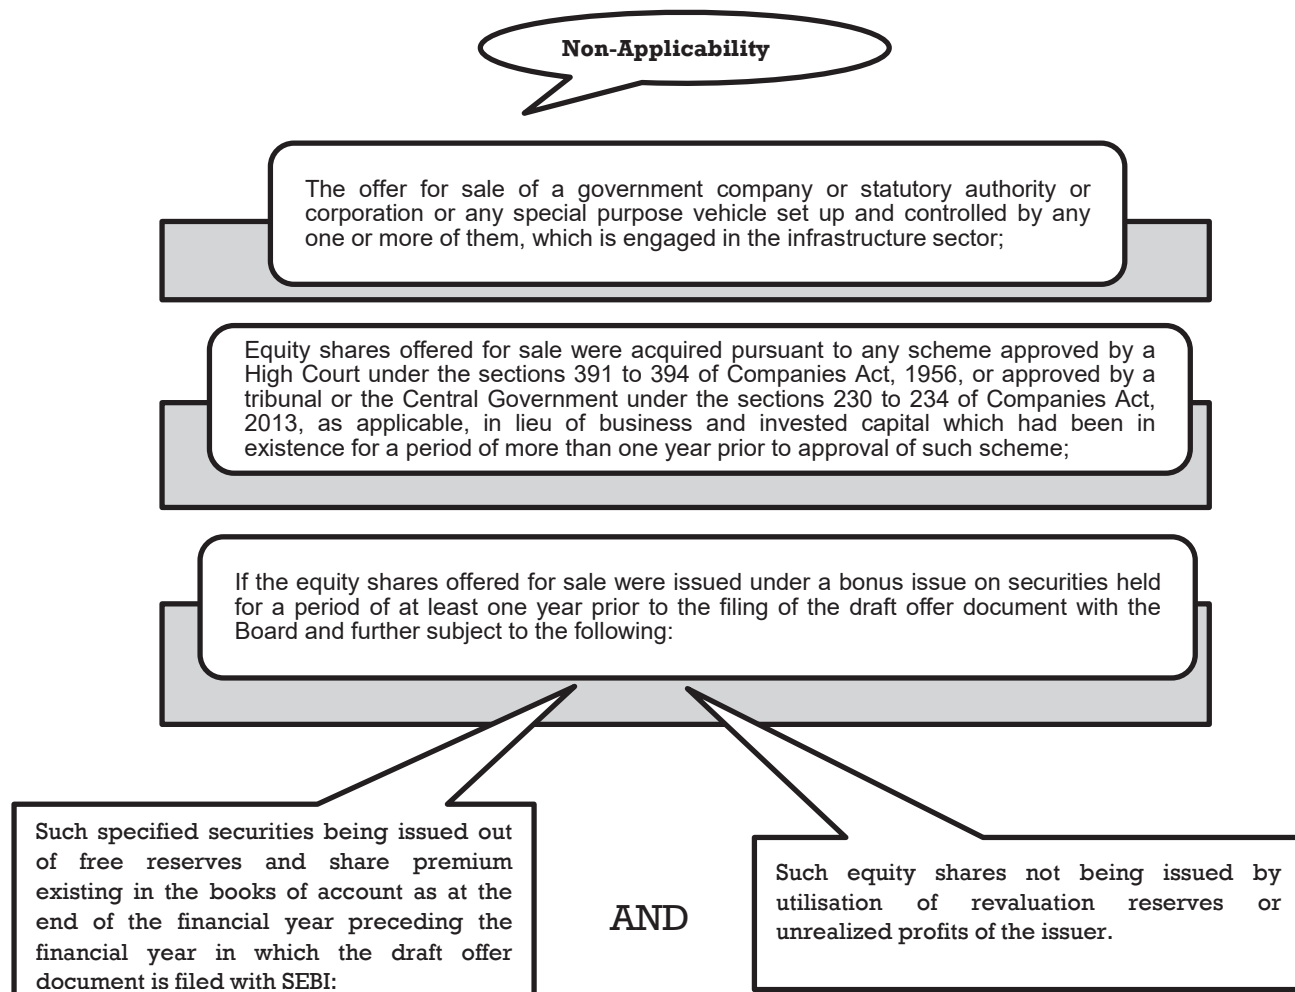 Non-Applicability
The offer for sale of a government company or statutory authority or
corporation or any special purpose vehicle set up and controlled by any
one or more of them, which is engaged in the infrastructure sector;
Equity shares offered for sale were acquired pursuant to any scheme approved by a
High Court under the sections 391 to 394 of Companies Act, 1956, or approved by a
tribunal or the Central Government under the sections 230 to 234 of Companies Act,
2013, as applicable, in lieu of business and invested capital which had been in
existence for a period of more than one year prior to approval of such scheme;
If the equity shares offered for sale were issued under a bonus issue on securities held
for a period of at least one year prior to the filing of the draft offer document with the
Board and further subject to the following:
Such specified securities being issued out
of free reserves and share premium
existing in the books of account as at the
end of the financial year preceding the
financial year in which the draft offer
document is filed with SEBI:
AND
Such equity shares not being issued by
utilisation of revaluation reserves or
unrealized profits of the issuer.